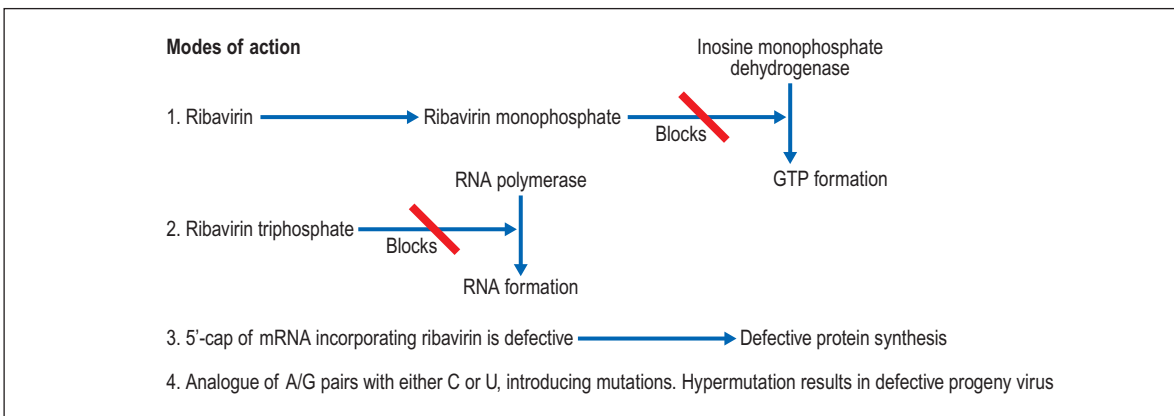 Modes of action
Inosine monophosphate
dehydrogenase
1. Ribavirin
Ribavirin monophosphate
Blocks
GTP formation
RNA polymerase
2. Ribavirin triphosphate
Blocks
RNA formation
3. 5'-cap of mRNA incorporating ribavirin is defective
Defective protein synthesis
4. Analogue of A/G pairs with either C or U, introducing mutations. Hypermutation results in defective progeny virus